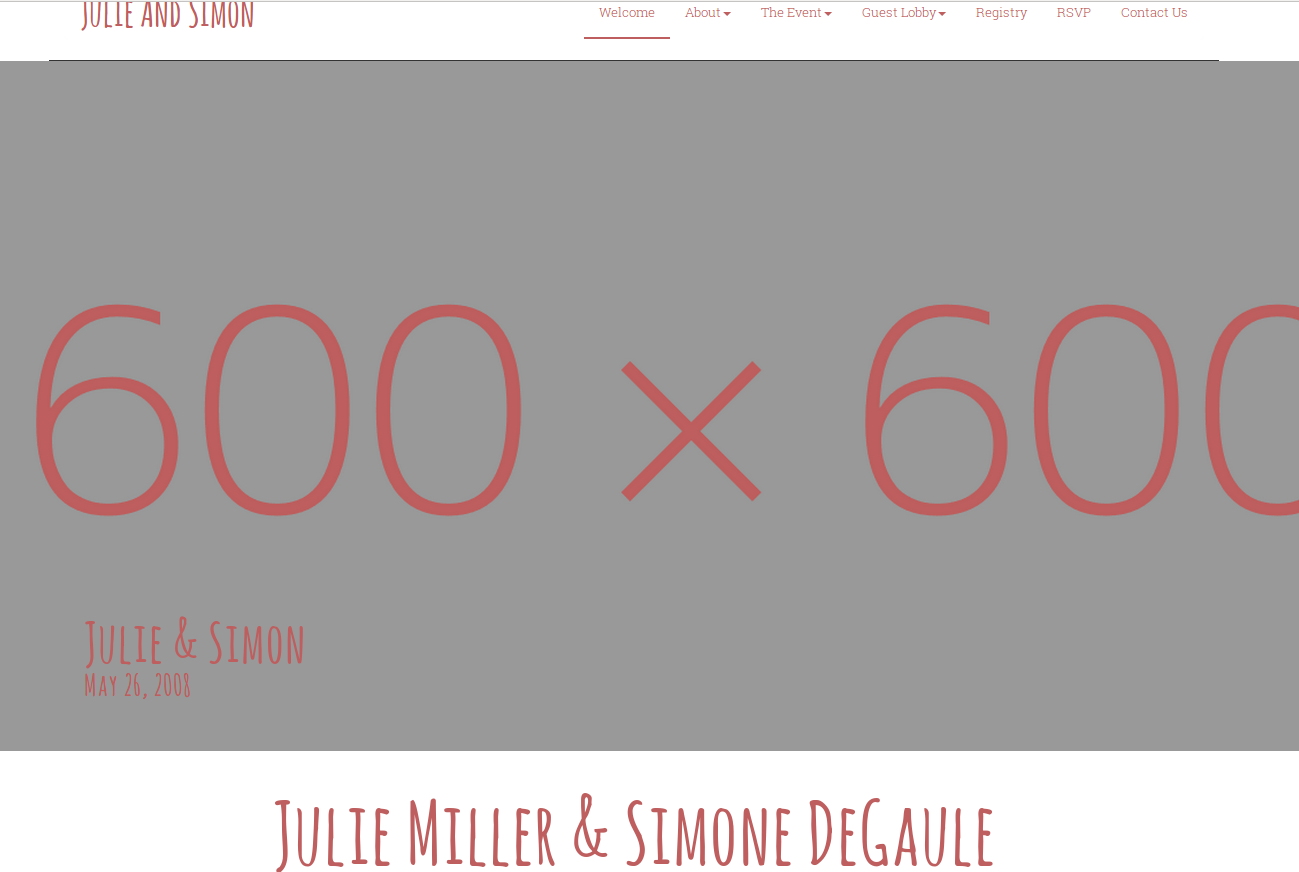 Julie and Simon
Welcome About The Event Guest Lobby Registry RSVP Contact Us
600 × 600
Julie & Simon
May 26, 2008
Julie Miller & Simone DeGaule